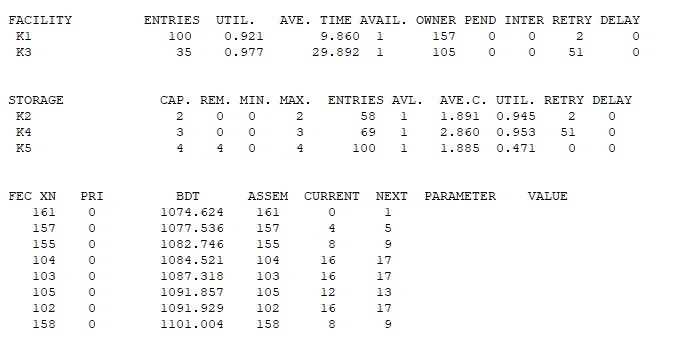 FACILITY ENTRIES UTIL. AVE. TIME AVAIL. OWNER PEND INTER RETRY DELAY
K1 100 0.921 9.860 1 157 0 0 2 0
K3 35 0.977 29.892 1 105 0 0 51 0
STORAGE CAP. REM. MIN. MAX. ENTRIES AVL. AVE.C. UTIL. RETRY DELAY
K2 2 0 0 2 58 1 1.891 0.945 2 0
K4 3 0 0 3 69 1 2.860 0.953 51 0
K5 4 4 0 4 100 1 1.885 0.471 0 0
FEC XN PRI BDT ASSEM CURRENT NEXT PARAMETER VALUE
161 0 1074.624 161 0 1
157 0 1077.536 157 4 5
155 0 1082.746 155 8 9
104 0 1084.521 104 16 17
103 0 1087.318 103 16 17
105 0 1091.857 105 12 13
102 0 1091.929 102 16 17
158 0 1101.004 158 8 9